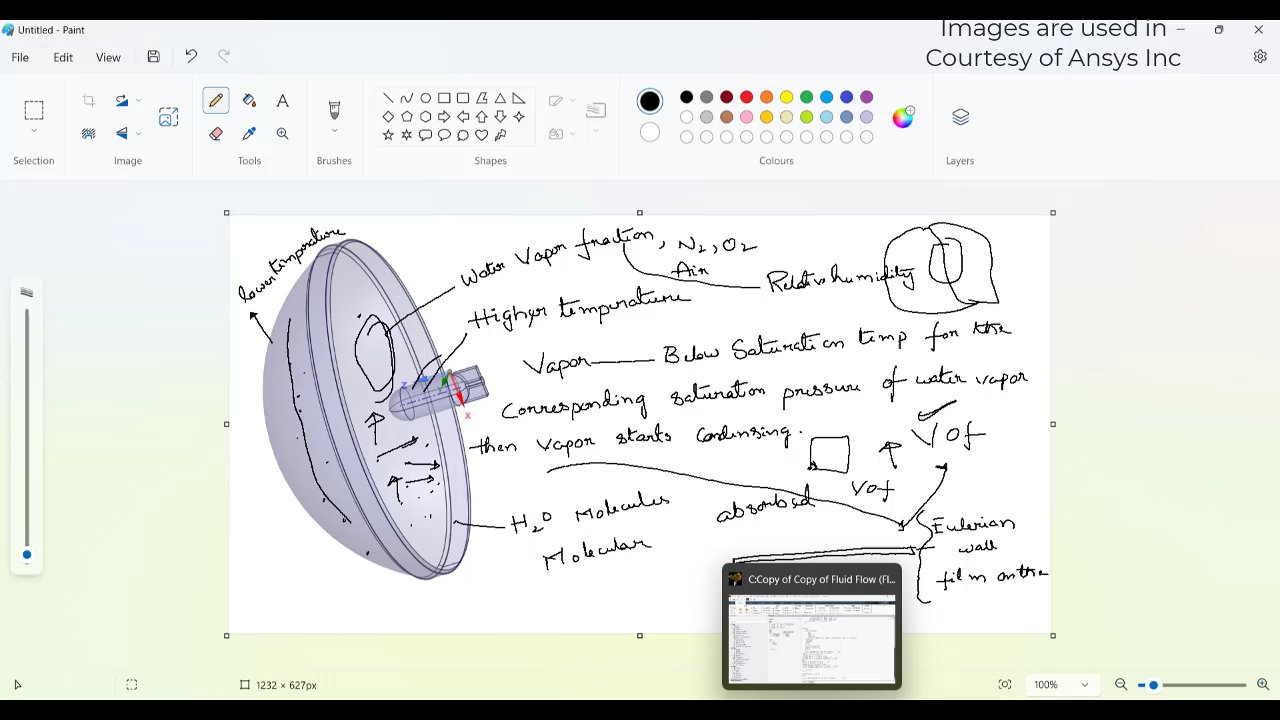 Untitled - Paint
Images are used in
Courtesy of Ansys Inc
File Edit View
Selection Image Tools Brushes Shapes Colours Layers
lower temperature
Water Vapor fraction, N2, O2
Air
Relative humidity
Higher temperature
Vapor Below Saturation temp for the
Corresponding saturation pressure of water vapor
then vapor starts Condensing.
VOf
VOf
H2O Molecules
absorbed
Molecular
Eulerian
wall
film on the
z
x
C:Copy of Copy of Fluid Flow (Fl...
1232 × 627px
100%